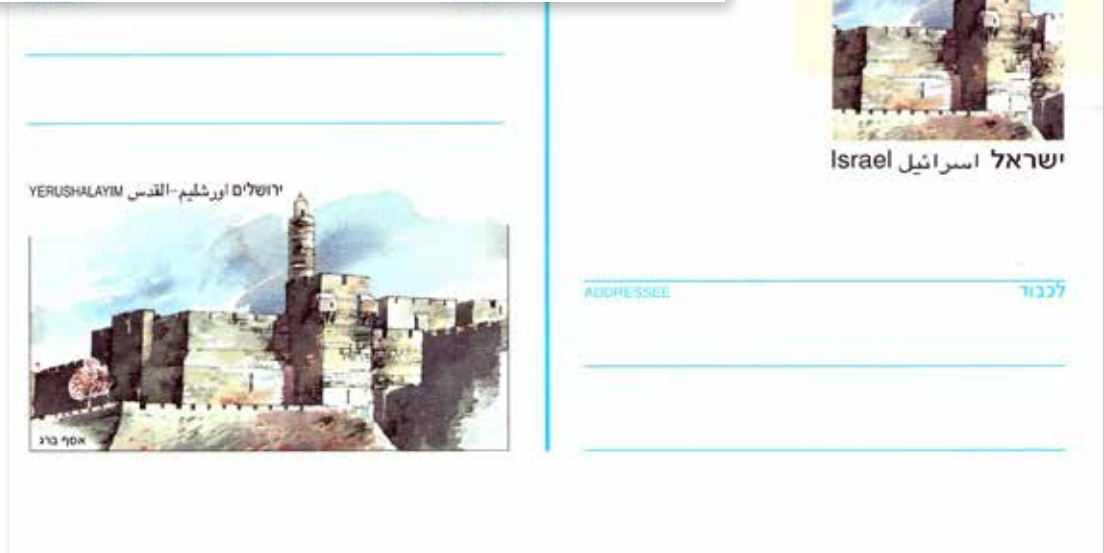 ישראל اسرائيل Israel
ירושלים اورشليم-القدس YERUSHALAYIM
אסף ברג
ADDRESSEE לכבוד